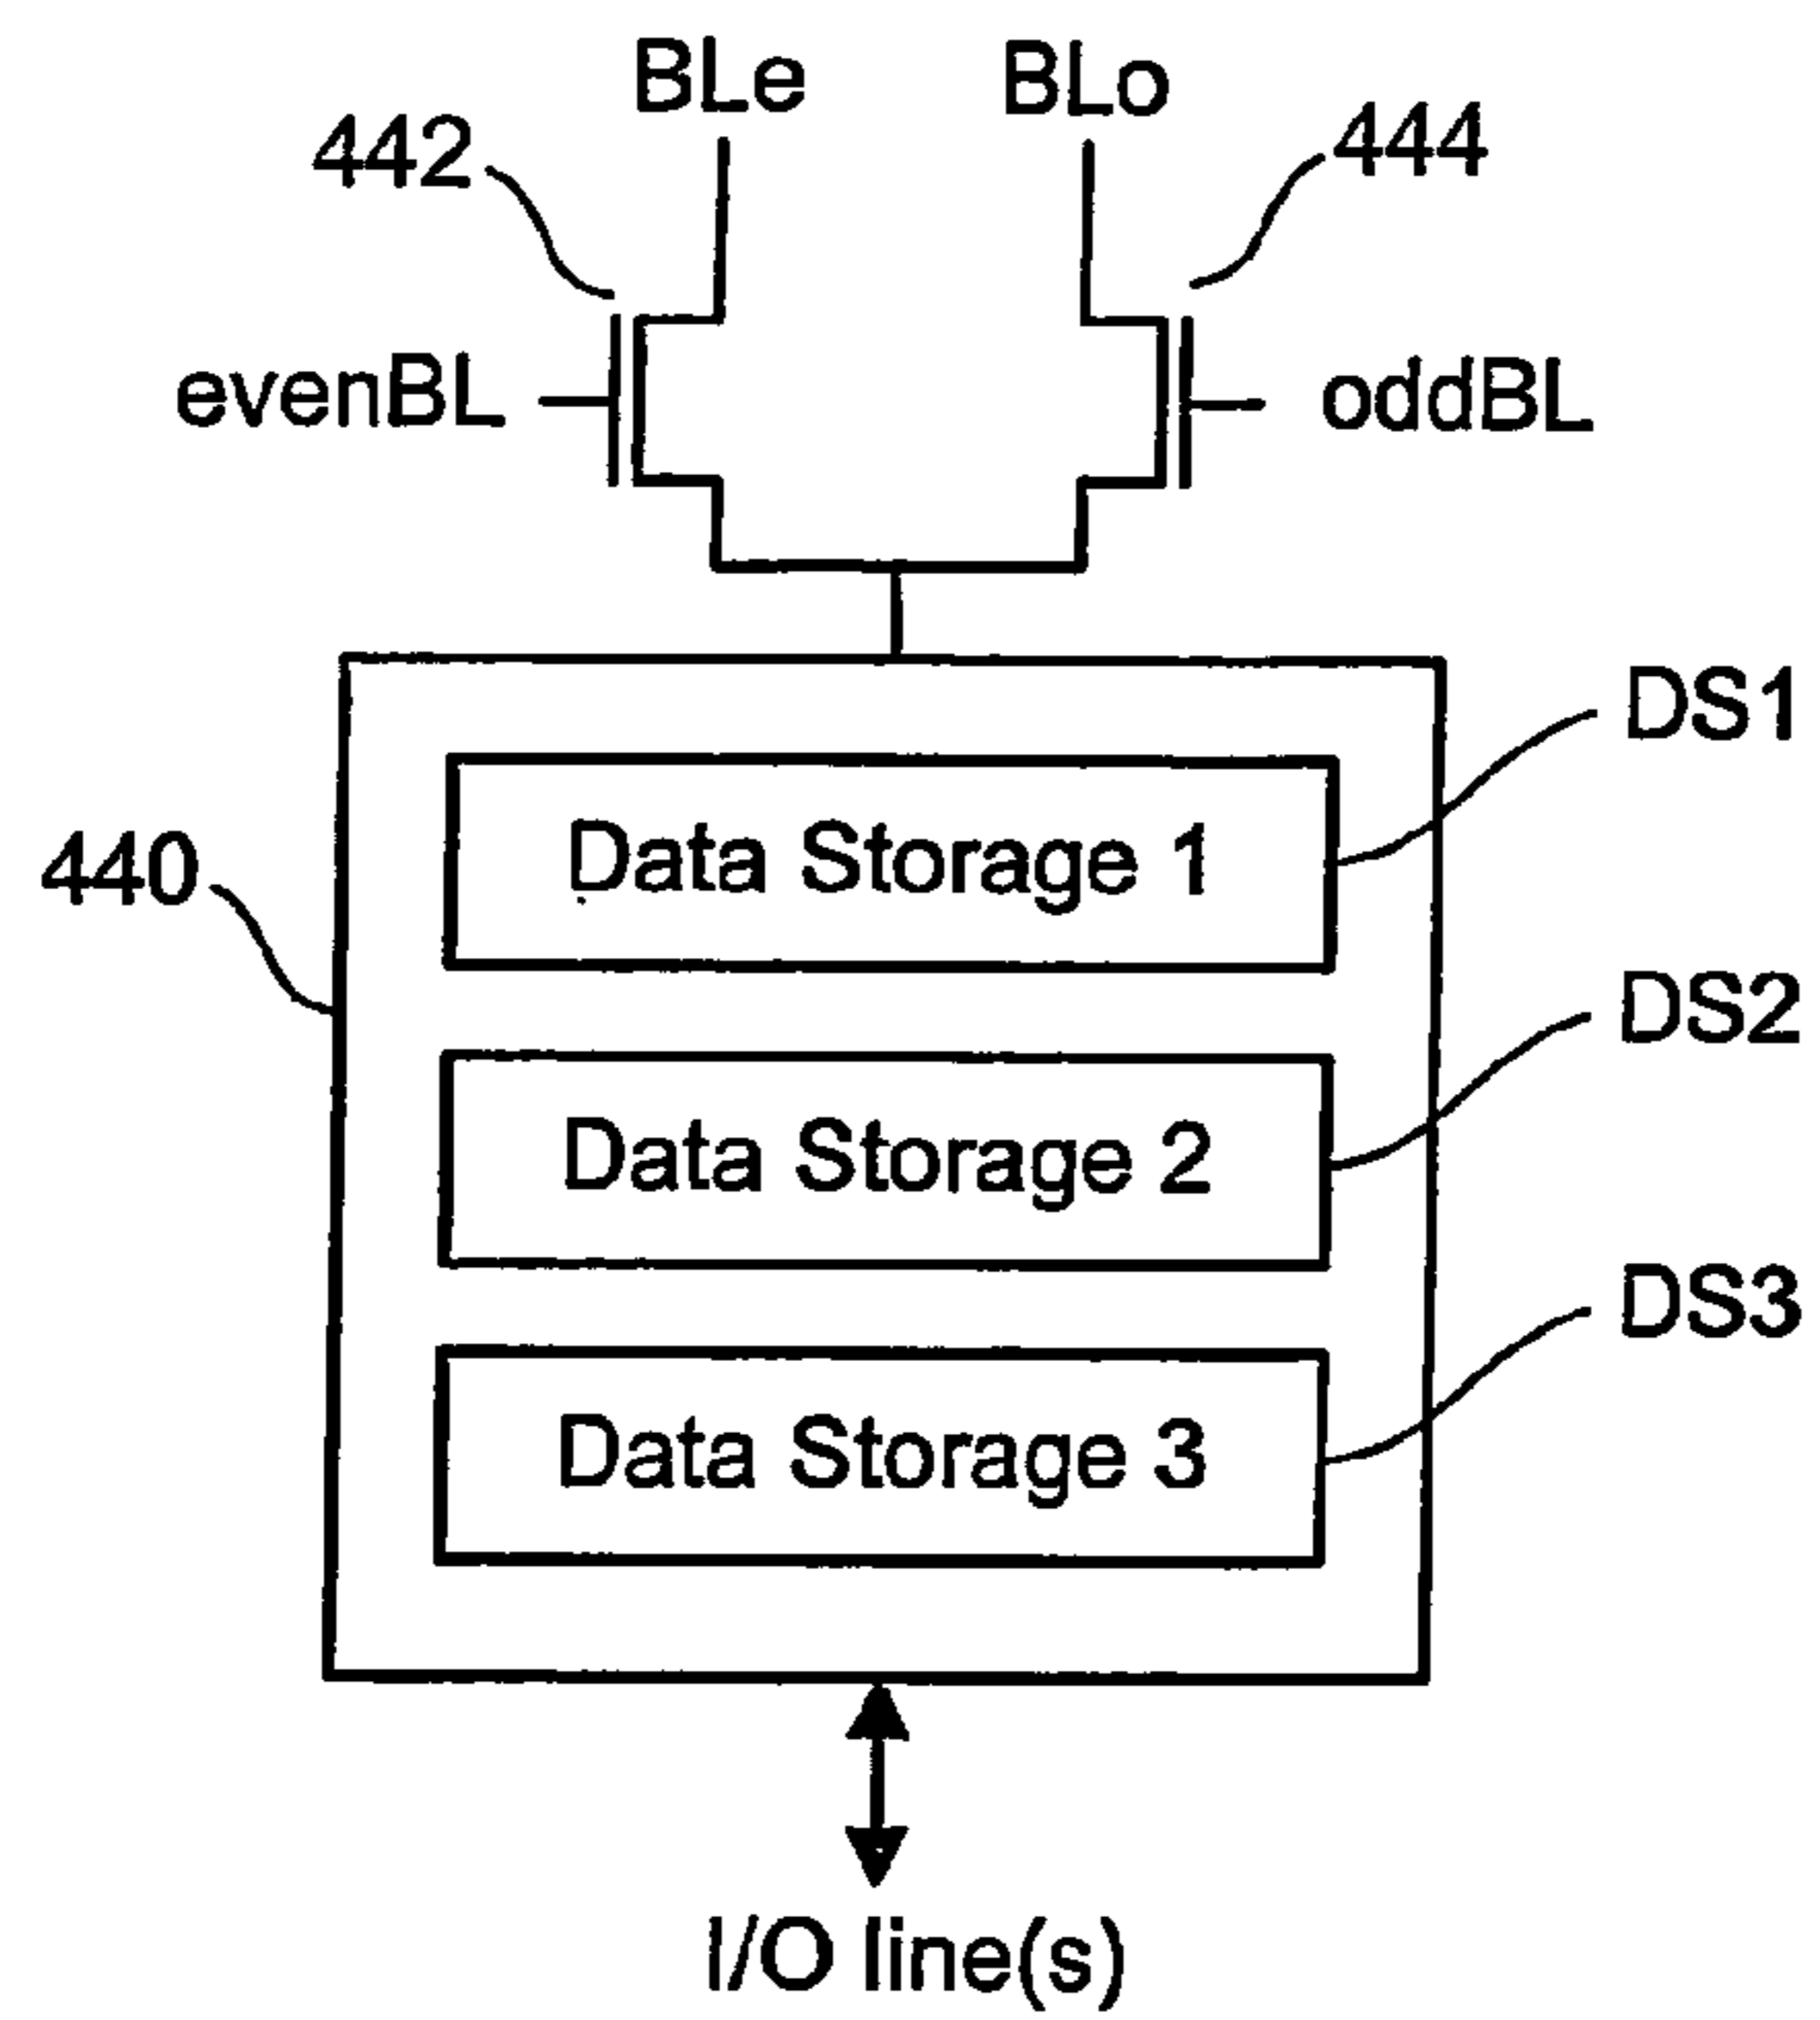 BLe BLo
442 444
evenBL oddBL
DS1
Data Storage 1
440
DS2
Data Storage 2
DS3
Data Storage 3
I/O line(s)